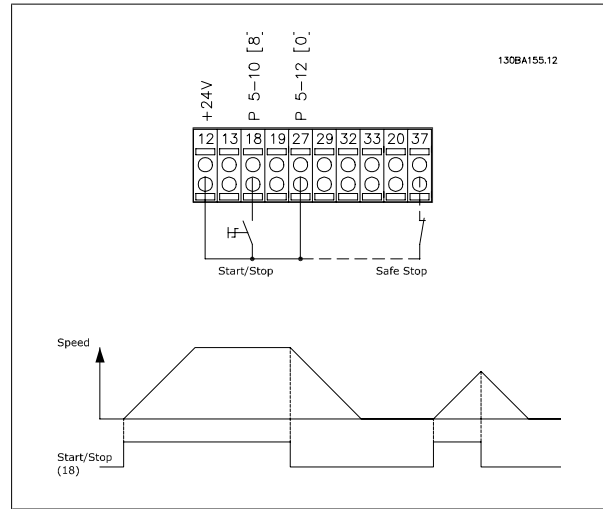 130BA155.12
+24V
P 5-10 [8]
P 5-12 [0]
12 13 18 19 27 29 32 33 20 37
Start/Stop
Safe Stop
Speed
Start/Stop
(18)